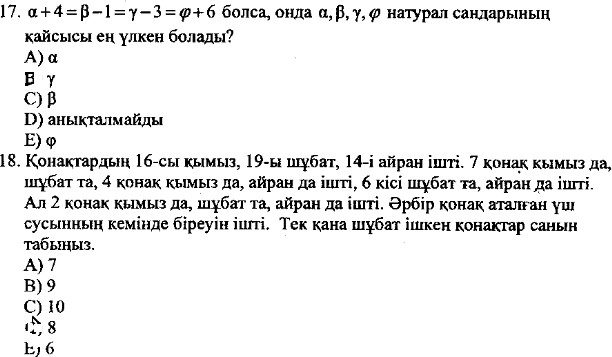 17. α+4=β−1=γ−3=φ+6 болса, онда α, β, γ, φ натурал сандарының
қайсысы ең үлкен болады?
A) α
B γ
C) β
D) анықталмайды
E) φ
18. Қонақтардың 16-сы қымыз, 19-ы шұбат, 14-і айран ішті. 7 қонақ қымыз да,
шұбат та, 4 қонақ қымыз да, айран да ішті, 6 кісі шұбат та, айран да ішті.
Ал 2 қонақ қымыз да, шұбат та, айран да ішті. Әрбір қонақ аталған үш
сусынның кемінде біреуін ішті. Тек қана шұбат ішкен қонақтар санын
табыңыз.
A) 7
B) 9
C) 10
8
E) 6